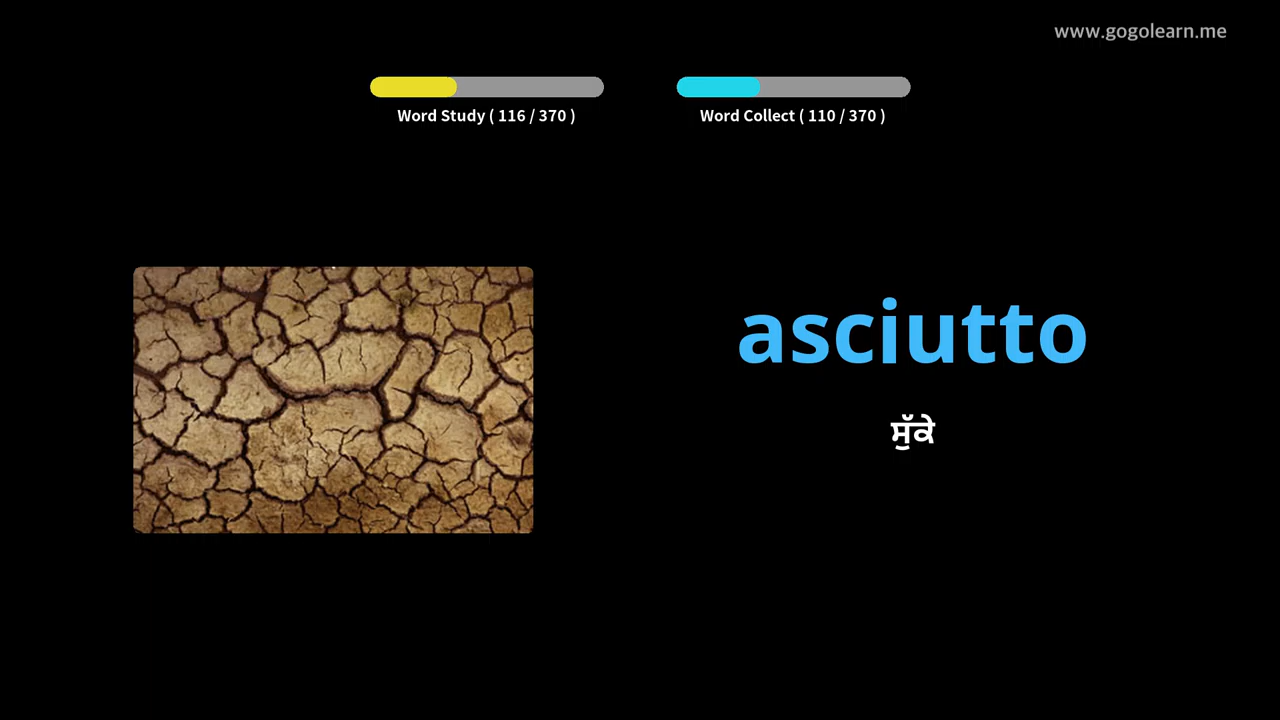 www.gogolearn.me
Word Study ( 116 / 370 )
Word Collect ( 110 / 370 )
asciutto
ਸੁੱਕੇ